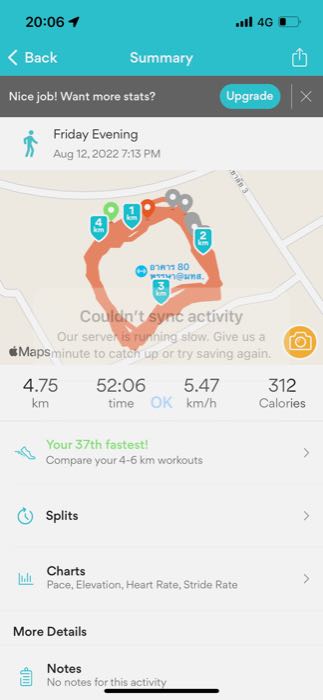 20:06
4G
Back
Summary
Nice job! Want more stats?
Upgrade
Friday Evening
Aug 12, 2022 7:13 PM
4
km
1
km
2
km
3
km
อาคาร 80
พรรษา@มทส.
Couldn't sync activity
Our server is running slow. Give us a
minute to catch up or try saving again.
OK
Maps
4.75
km
52:06
time
5.47
km/h
312
Calories
Your 37th fastest!
Compare your 4-6 km workouts
Splits
Charts
Pace, Elevation, Heart Rate, Stride Rate
More Details
Notes
No notes for this activity